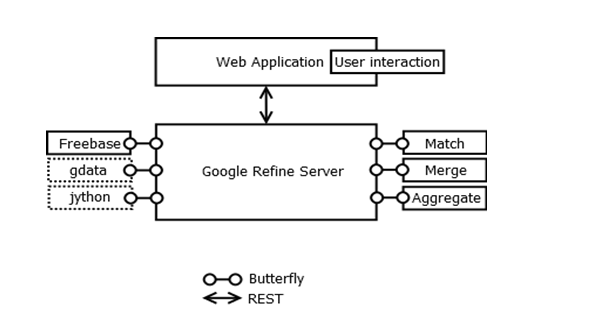 Web Application
User interaction
Freebase
gdata
jython
Google Refine Server
Match
Merge
Aggregate
Butterfly
REST